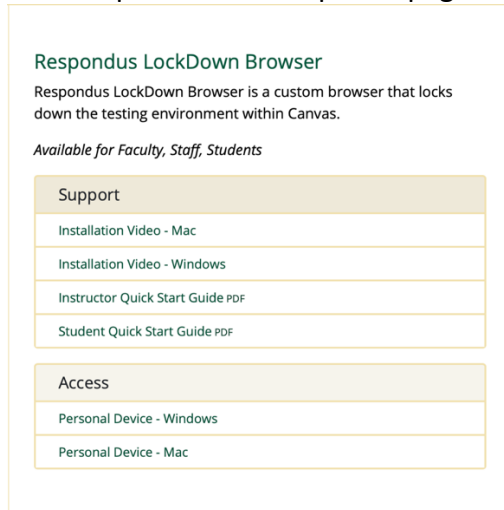 Respondus LockDown Browser
Respondus LockDown Browser is a custom browser that locks
down the testing environment within Canvas.
Available for Faculty, Staff, Students
Support
Installation Video - Mac
Installation Video - Windows
Instructor Quick Start Guide PDF
Student Quick Start Guide PDF
Access
Personal Device - Windows
Personal Device - Mac